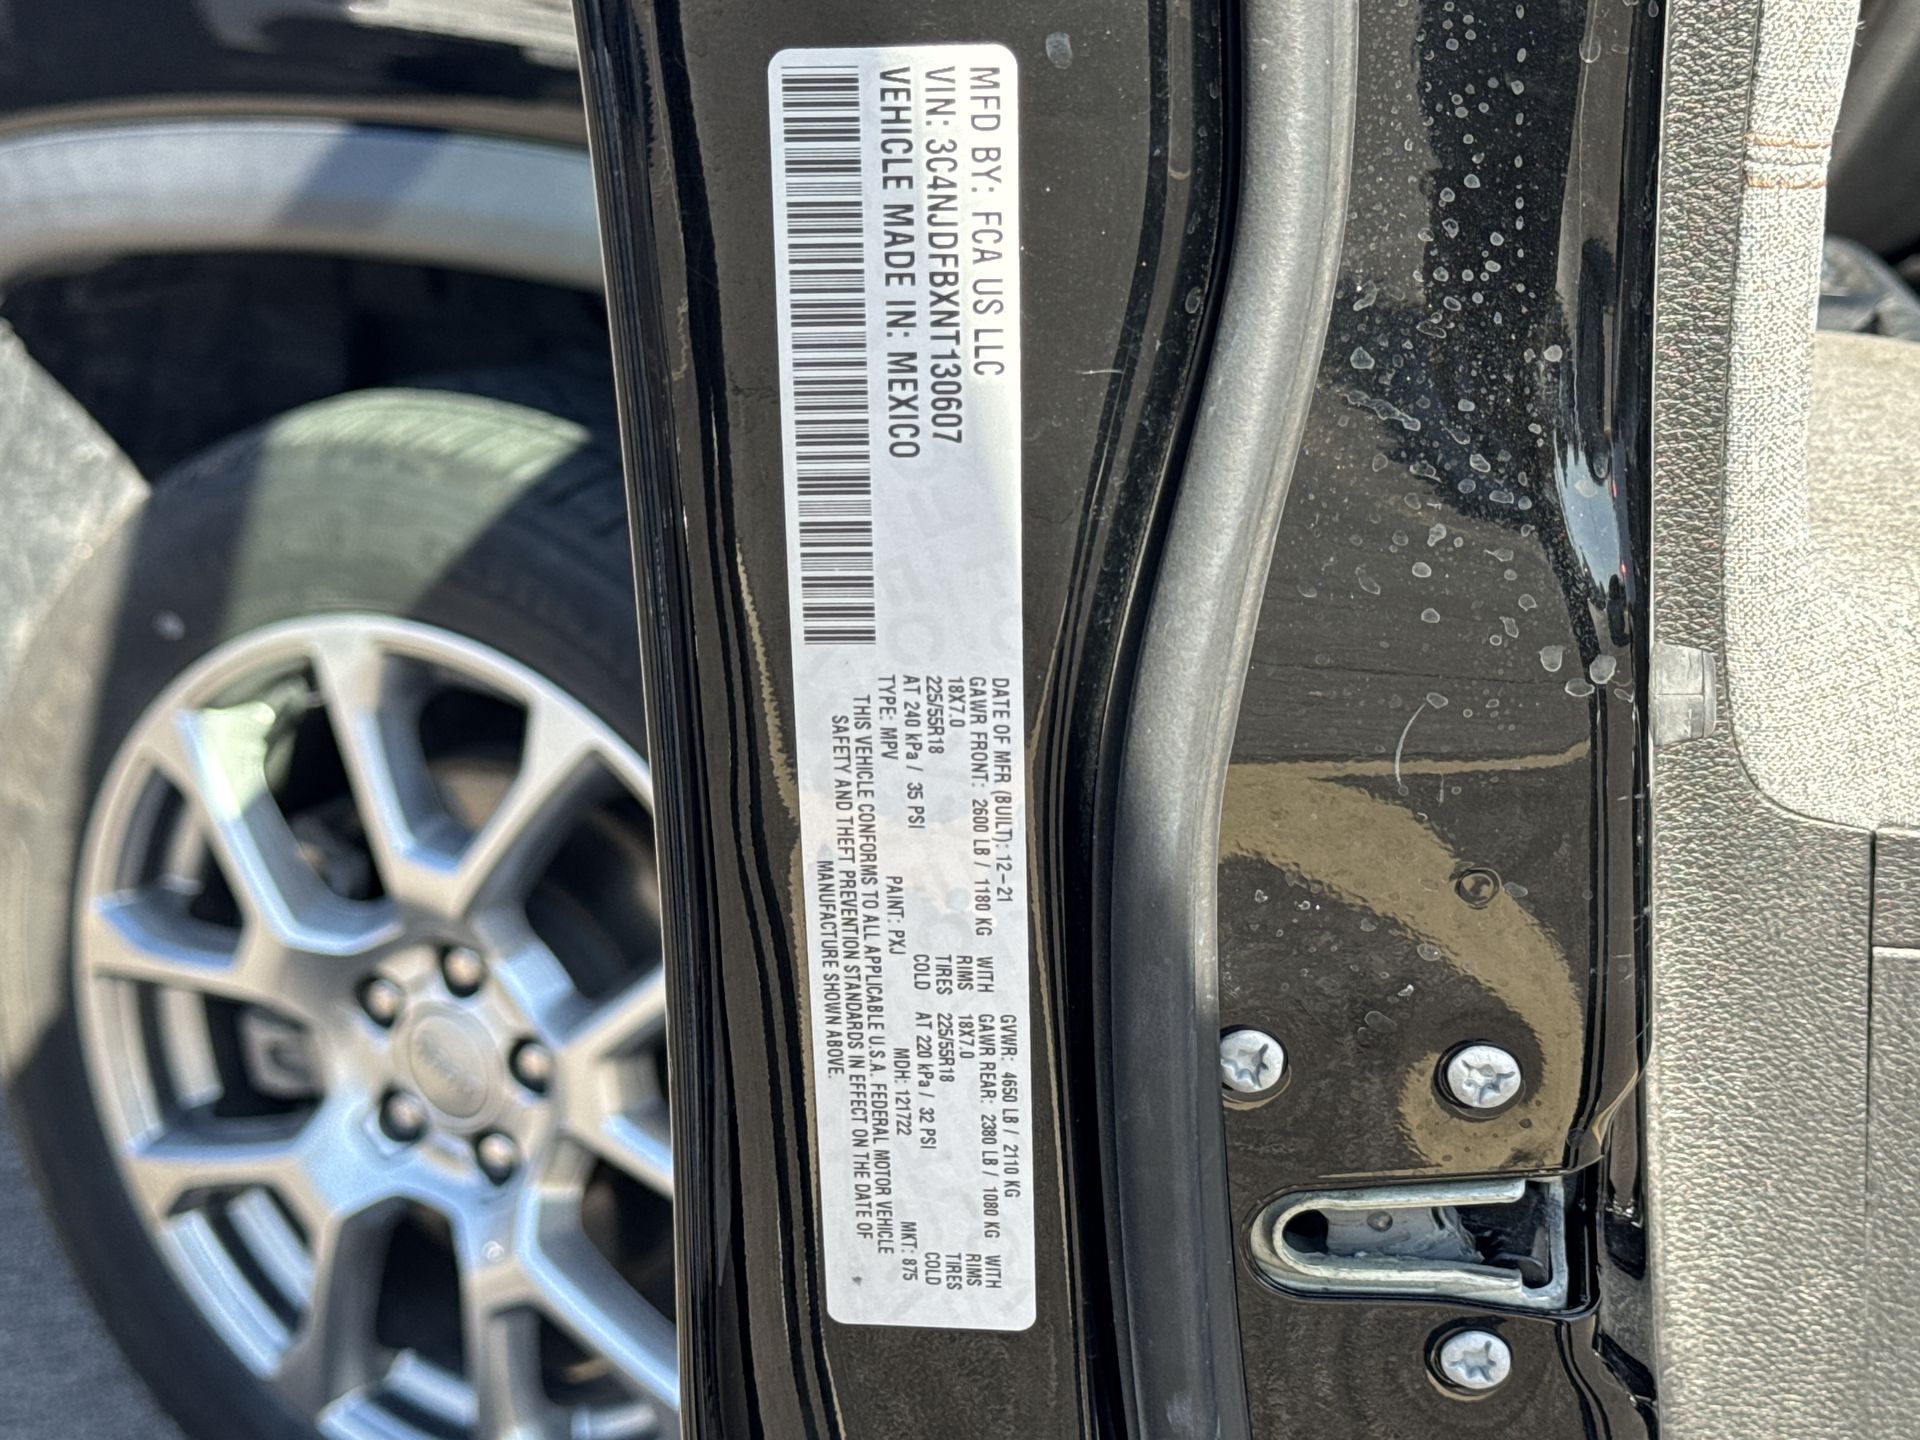 MFD BY: FCA US LLC
VIN: 3C4NJDFBXNT130607
VEHICLE MADE IN: MEXICO
DATE OF MFR (BUILT): 12-21 GVWR: 4650 LB / 2110 KG
GAWR FRONT: 2600 LB / 1180 KG WITH GAWR REAR: 2380 LB / 1080 KG WITH
18X7.0 RIMS 18X7.0 RIMS
225/55R18 TIRES 225/55R18 TIRES
AT 240 kPa / 35 PSI COLD AT 220 kPa / 32 PSI COLD
TYPE: MPV PAINT: PXJ MDH: 121722 MKT: 875
THIS VEHICLE CONFORMS TO ALL APPLICABLE U.S.A. FEDERAL MOTOR VEHICLE
SAFETY AND THEFT PREVENTION STANDARDS IN EFFECT ON THE DATE OF
MANUFACTURE SHOWN ABOVE.